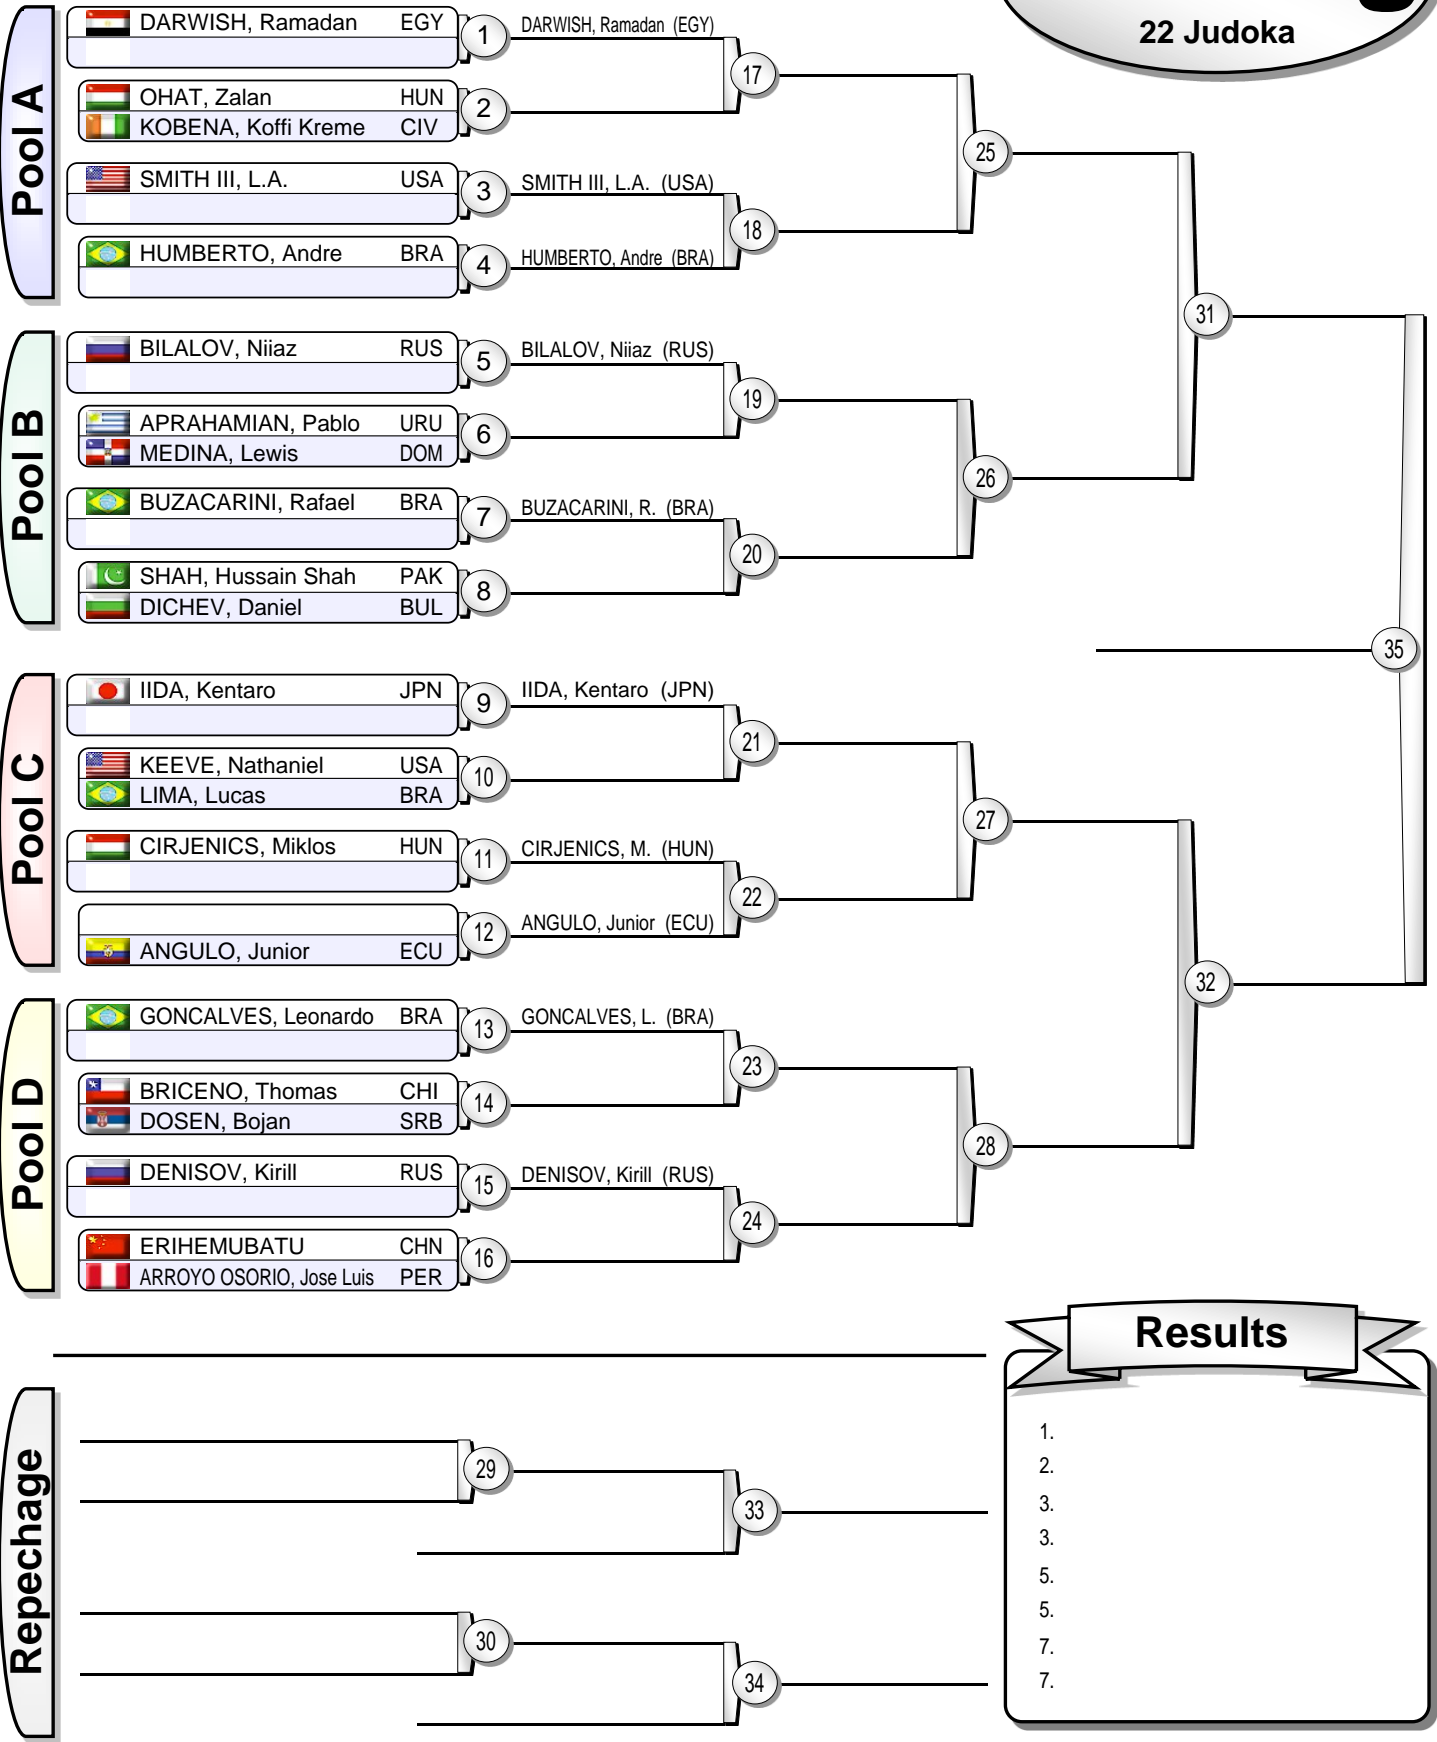 22 Judoka
Pool A
DARWISH, Ramadan EGY 1 DARWISH, Ramadan (EGY)
17
OHAT, Zalan HUN
KOBENA, Koffi Kreme CIV 2
25
SMITH III, L.A. USA 3 SMITH III, L.A. (USA)
18
HUMBERTO, Andre BRA 4 HUMBERTO, Andre (BRA)
31
Pool B
BILALOV, Niiaz RUS 5 BILALOV, Niiaz (RUS)
19
APRAHAMIAN, Pablo URU
MEDINA, Lewis DOM 6
26
BUZACARINI, Rafael BRA 7 BUZACARINI, R. (BRA)
20
SHAH, Hussain Shah PAK
DICHEV, Daniel BUL 8
35
Pool C
IIDA, Kentaro JPN 9 IIDA, Kentaro (JPN)
21
KEEVE, Nathaniel USA
LIMA, Lucas BRA 10
27
CIRJENICS, Miklos HUN 11 CIRJENICS, M. (HUN)
22
12 ANGULO, Junior (ECU)
ANGULO, Junior ECU
32
Pool D
GONCALVES, Leonardo BRA 13 GONCALVES, L. (BRA)
23
BRICENO, Thomas CHI
DOSEN, Bojan SRB 14
28
DENISOV, Kirill RUS 15 DENISOV, Kirill (RUS)
24
ERIHEMUBATU CHN
ARROYO OSORIO, Jose Luis PER 16
Repechage
29
33
30
34
Results
1.
2.
3.
3.
5.
5.
7.
7.